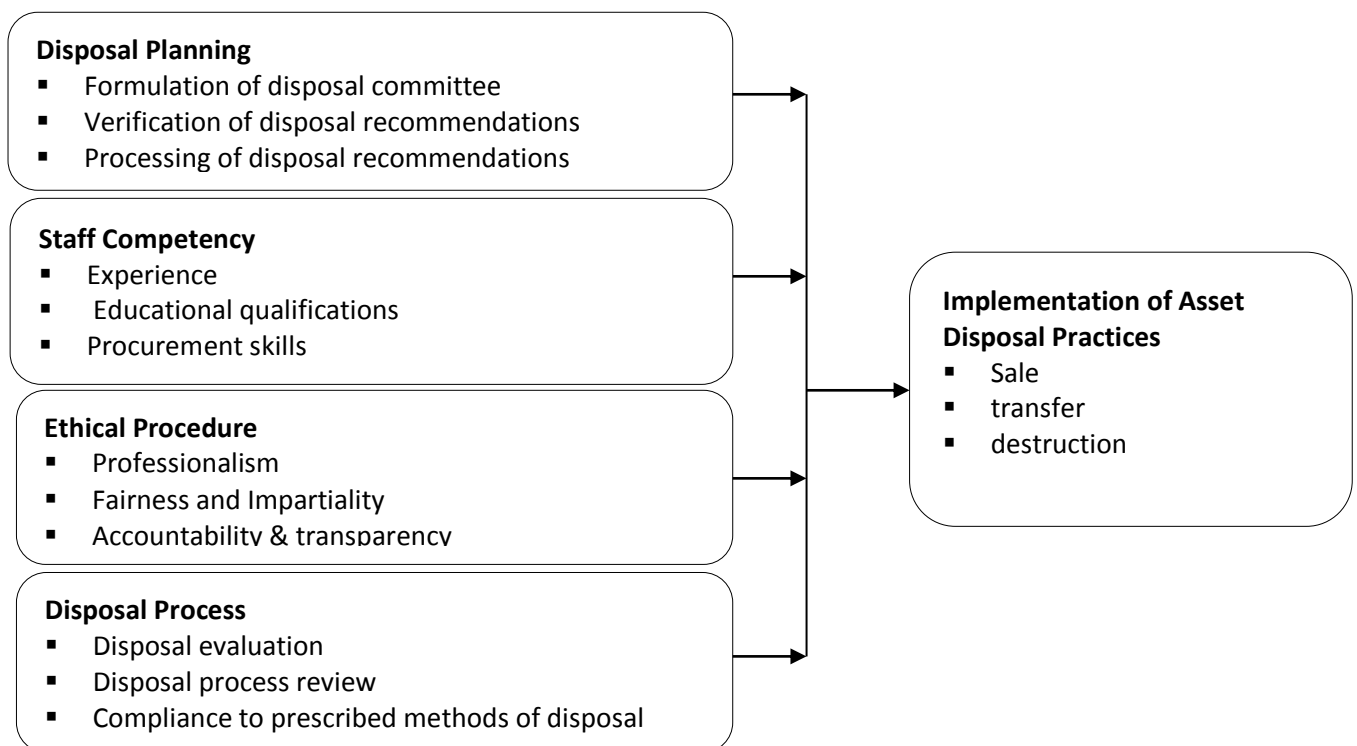 Disposal Planning
▪ Formulation of disposal committee
▪ Verification of disposal recommendations
▪ Processing of disposal recommendations
Staff Competency
▪ Experience
▪ Educational qualifications
▪ Procurement skills
Ethical Procedure
▪ Professionalism
▪ Fairness and Impartiality
▪ Accountability & transparency
Disposal Process
▪ Disposal evaluation
▪ Disposal process review
▪ Compliance to prescribed methods of disposal
Implementation of Asset
Disposal Practices
▪ Sale
▪ transfer
▪ destruction